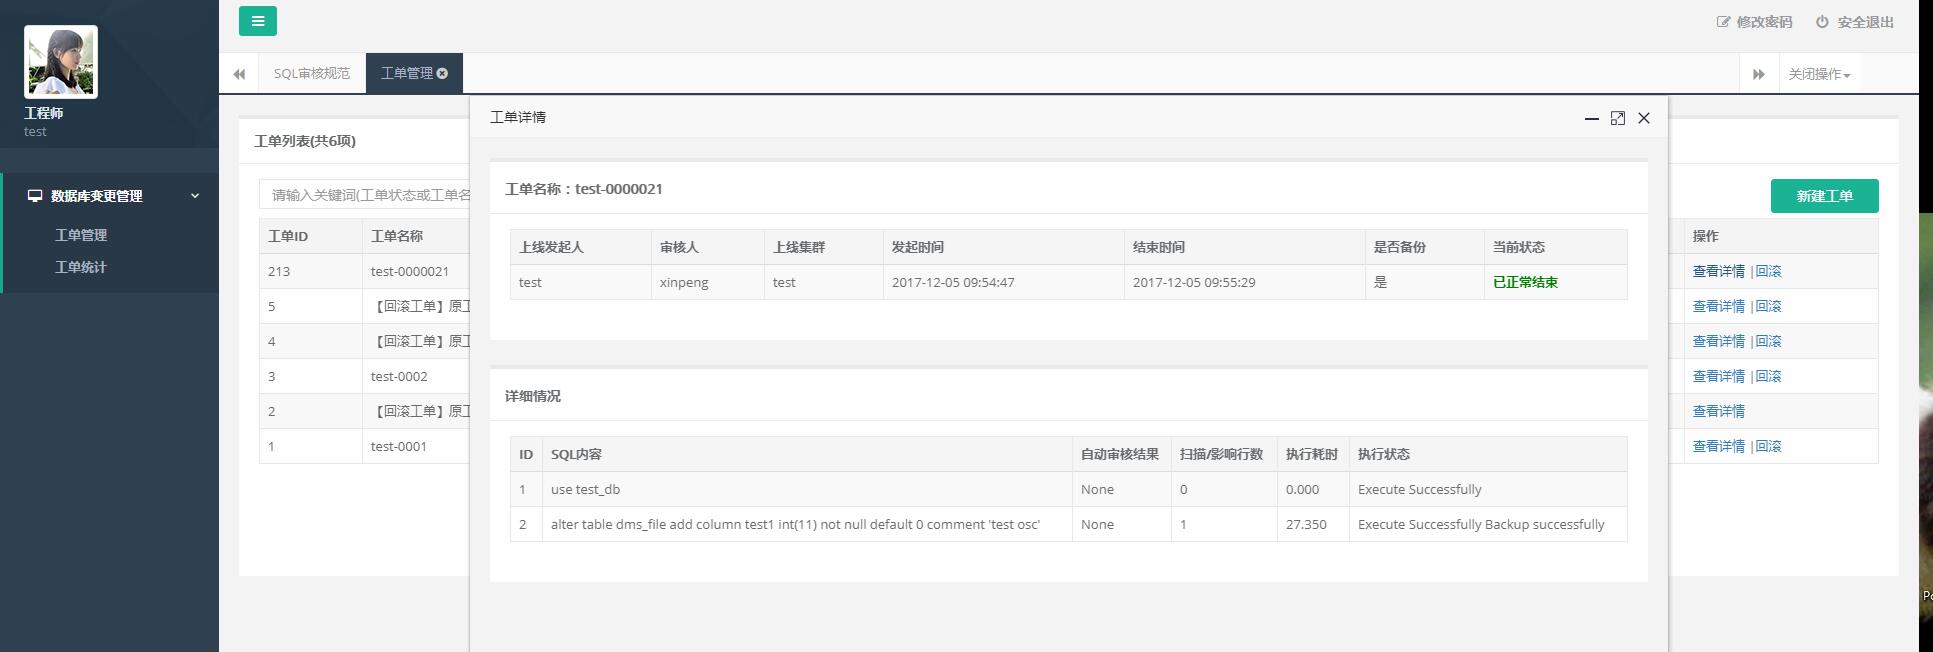 修改密码 安全退出
SQL审核规范 工单管理 关闭操作
工程师
test
数据库变更管理
工单管理
工单统计
工单列表(共6项)
请输入关键词(工单状态或工单名
新建工单
工单ID 工单名称 操作
213 test-0000021 查看详情 |回滚
5 【回滚工单】原工 查看详情 |回滚
4 【回滚工单】原工 查看详情 |回滚
3 test-0002 查看详情 |回滚
2 【回滚工单】原工 查看详情
1 test-0001 查看详情 |回滚
工单详情
工单名称：test-0000021
上线发起人 审核人 上线集群 发起时间 结束时间 是否备份 当前状态
test xinpeng test 2017-12-05 09:54:47 2017-12-05 09:55:29 是 已正常结束
详细情况
ID SQL内容 自动审核结果 扫描/影响行数 执行耗时 执行状态
1 use test_db None 0 0.000 Execute Successfully
2 alter table dms_file add column test1 int(11) not null default 0 comment 'test osc' None 1 27.350 Execute Successfully Backup successfully